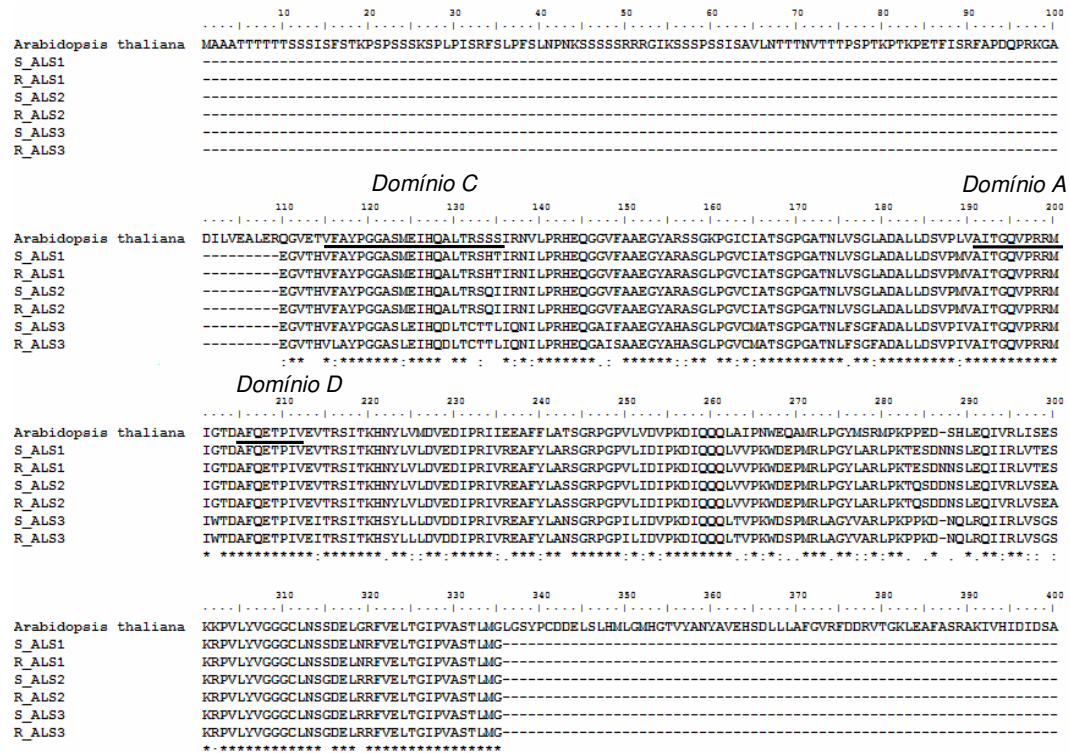 10 20 30 40 50 60 70 80 90 100
Arabidopsis thaliana MAAATTTTTTSSSISFSTKPSPSSSKSPLPISRFSLPFSLNPNKSSSSSRRRGIKSSSPSSISAVLNTTTNVTTTPSPTKPTKPETFISRFAPDQPRKGA
S_ALS1 ----------------------------------------------------------------------------------------------------
R_ALS1 ----------------------------------------------------------------------------------------------------
S_ALS2 ----------------------------------------------------------------------------------------------------
R_ALS2 ----------------------------------------------------------------------------------------------------
S_ALS3 ----------------------------------------------------------------------------------------------------
R_ALS3 ----------------------------------------------------------------------------------------------------
Domínio C Domínio A
110 120 130 140 150 160 170 180 190 200
Arabidopsis thaliana DILVEALERQGVETVFAYPGGASMEIHQALTRSSSIRNVLPRHEQGGVFAAEGYARSSGKPGICIATSGPGATNLVSGLADALLDSVPLVAITGQVPRRM
S_ALS1 ---------EGVTHVFAYPGGASMEIHQALTRSHTIRNILPRHEQGGVFAAEGYARASGLPGVCIATSGPGATNLVSGLADALLDSVPMVAITGQVPRRM
R_ALS1 ---------EGVTHVFAYPGGASMEIHQALTRSHTIRNILPRHEQGGVFAAEGYARASGLPGVCIATSGPGATNLVSGLADALLDSVPMVAITGQVPRRM
S_ALS2 ---------EGVTHVFAYPGGASMEIHQALTRSQIIRNILPRHEQGGVFAAEGYARASGLPGVCIATSGPGATNLVSGLADALLDSVPMVAITGQVPRRM
R_ALS2 ---------EGVTHVFAYPGGASMEIHQALTRSQIIRNILPRHEQGGVFAAEGYARASGLPGVCIATSGPGATNLVSGLADALLDSVPMVAITGQVPRRM
S_ALS3 ---------EGVTHVFAYPGGASLEIHQDLTCTTLIQNILPRHEQGAIFAAEGYAHASGLPGVCMATSGPGATNLFSGFADALLDSVPIVAITGQVPRRM
R_ALS3 ---------EGVTHVLAYPGGASLEIHQDLTCTTLIQNILPRHEQGAISAAEGYAHASGLPGVCMATSGPGATNLFSGFADALLDSVPIVAITGQVPRRM
Domínio D
210 220 230 240 250 260 270 280 290 300
Arabidopsis thaliana IGTDAFQETPIVEVTRSITKHNYLVMDVEDIPRIIEEAFFLATSGRPGPVLVDVPKDIQQQLAIPNWEQAMRLPGYMSRMPKPPED-SHLEQIVRLISES
S_ALS1 IGTDAFQETPIVEVTRSITKHNYLVLDVEDIPRIVREAFYLARSGRPGPVLIDIPKDIQQQLVVPKWDEPMRLPGYLARLPKTESDNNSLEQIIRLVTES
R_ALS1 IGTDAFQETPIVEVTRSITKHNYLVLDVEDIPRIVREAFYLARSGRPGPVLIDIPKDIQQQLVVPKWDEPMRLPGYLARLPKTESDNNSLEQIIRLVTES
S_ALS2 IGTDAFQETPIVEVTRSITKHNYLVLDVEDIPRIVREAFYLASSGRPGPVLIDIPKDIQQQLVVPKWDEPMRLPGYLARLPKTQSDDNSLEQIIRLVSEA
R_ALS2 IGTDAFQETPIVEVTRSITKHNYLVLDVEDIPRIVREAFYLASSGRPGPVLIDIPKDIQQQLVVPKWDEPMRLPGYLARLPKTQSDDNSLEQIIRLVSEA
S_ALS3 IWTDAFQETPIVEITRSITKHSYLLLDVDDIPRIVREAFYLANSGRPGPILIDVPKDIQQQLTVPKWDSPMRLAGYVARLPKPPKD-NQLRQIIRLVSGS
R_ALS3 IWTDAFQETPIVEITRSITKHSYLLLDVDDIPRIVREAFYLANSGRPGPILIDVPKDIQQQLTVPKWDSPMRLAGYVARLPKPPKD-NQLRQIIRLVSGS
310 320 330 340 350 360 370 380 390 400
Arabidopsis thaliana KKPVLYVGGGCLNSSDELGRFVELTGIPVASTLMGLGSYPCDDELSLHMLGMHGTVYANYAVEHSDLLLAFGVRFDDRVTGKLEAFASRAKIVHIDIDSA
S_ALS1 KRPVLYVGGGCLNSSDELNRFVELTGIPVASTLMG-----------------------------------------------------------------
R_ALS1 KRPVLYVGGGCLNSSDELNRFVELTGIPVASTLMG-----------------------------------------------------------------
S_ALS2 KRPVLYVGGGCLNSGDELRRFVELTGIPVASTLMG-----------------------------------------------------------------
R_ALS2 KRPVLYVGGGCLNSGDELRRFVELTGIPVASTLMG-----------------------------------------------------------------
S_ALS3 KRPVLYVGGGCLNSGDELRRFVELTGIPVASTLMG-----------------------------------------------------------------
R_ALS3 KRPVLYVGGGCLNSGDELRRFVELTGIPVASTLMG-----------------------------------------------------------------